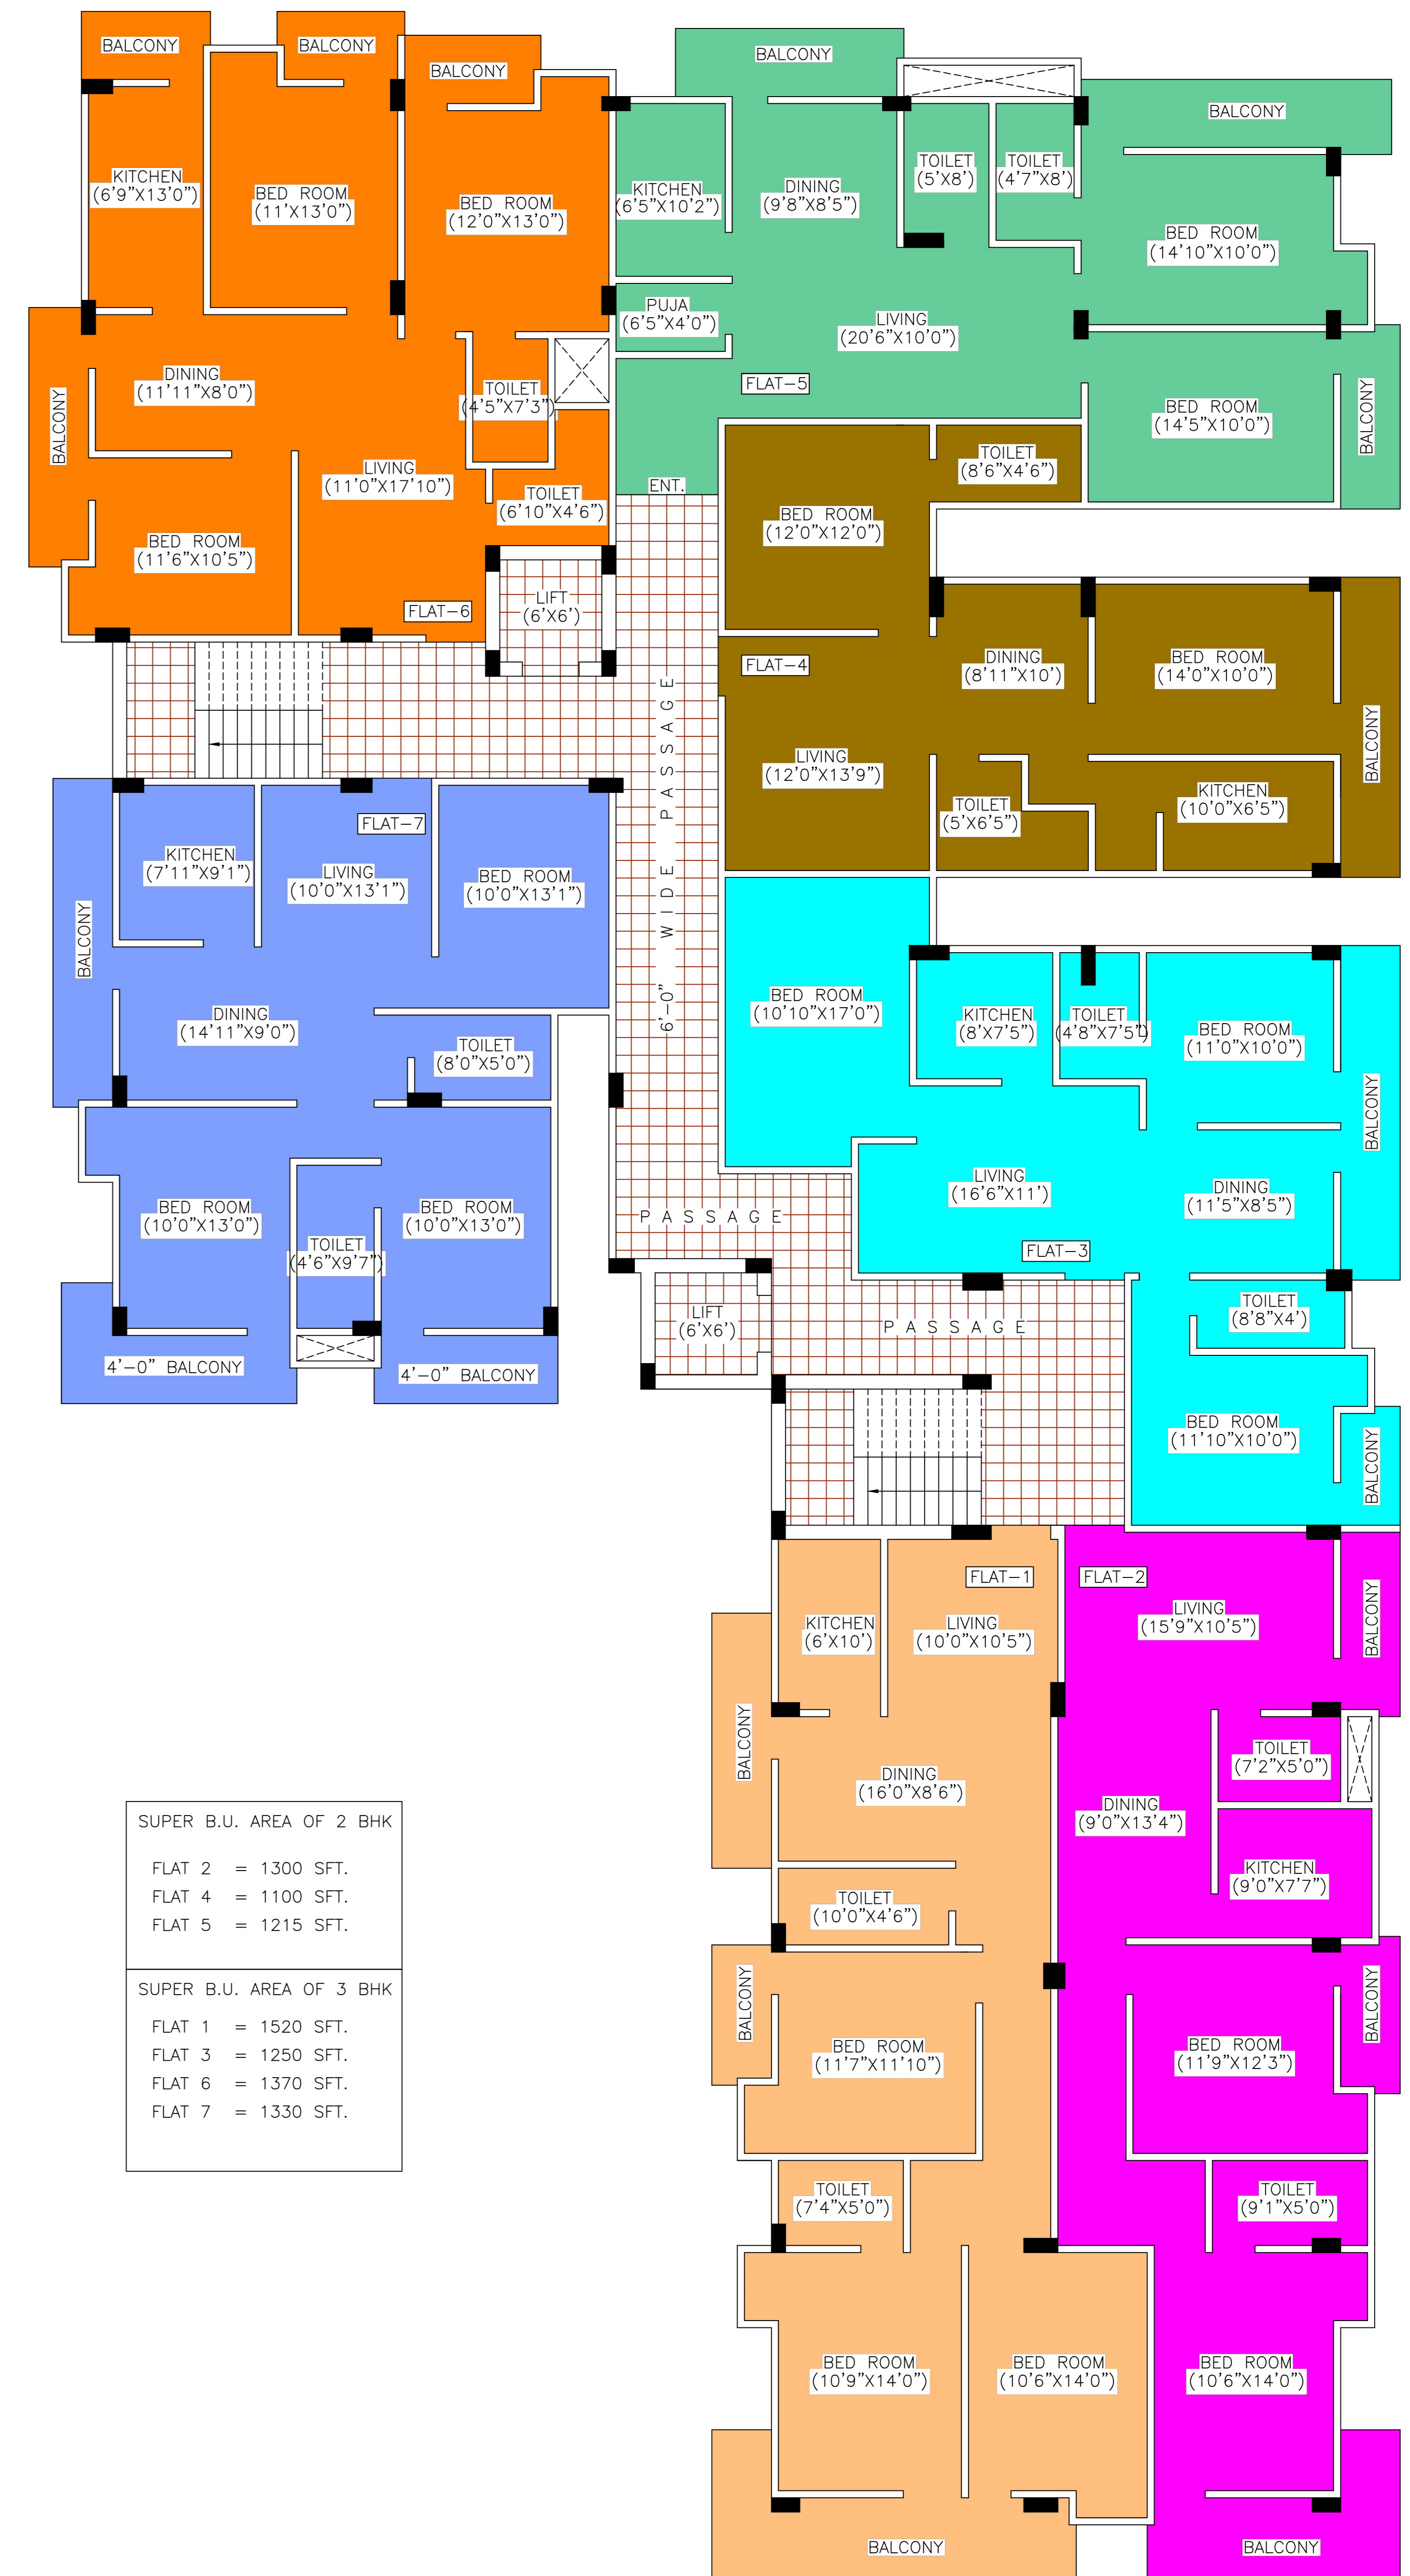 BALCONY
BALCONY
BALCONY
KITCHEN
(6'9"X13'0")
BED ROOM
(11'X13'0")
BED ROOM
(12'0"X13'0")
BALCONY
DINING
(11'11"X8'0")
TOILET
(4'5"X7'3")
LIVING
(11'0"X17'10")
TOILET
(6'10"X4'6")
BED ROOM
(11'6"X10'5")
FLAT-6
LIFT
(6'X6')
BALCONY
BALCONY
KITCHEN
(6'5"X10'2")
DINING
(9'8"X8'5")
TOILET
(5'X8')
TOILET
(4'7"X8')
BED ROOM
(14'10"X10'0")
PUJA
(6'5"X4'0")
LIVING
(20'6"X10'0")
FLAT-5
BED ROOM
(14'5"X10'0")
BALCONY
ENT.
TOILET
(8'6"X4'6")
BED ROOM
(12'0"X12'0")
FLAT-4
DINING
(8'11"X10')
BED ROOM
(14'0"X10'0")
BALCONY
LIVING
(12'0"X13'9")
TOILET
(5'X6'5")
KITCHEN
(10'0"X6'5")
6'-0" WIDE PASSAGE
FLAT-7
KITCHEN
(7'11"X9'1")
LIVING
(10'0"X13'1")
BED ROOM
(10'0"X13'1")
BALCONY
DINING
(14'11"X9'0")
TOILET
(8'0"X5'0")
BED ROOM
(10'0"X13'0")
TOILET
(4'6"X9'7")
BED ROOM
(10'0"X13'0")
4'-0" BALCONY
4'-0" BALCONY
BED ROOM
(10'10"X17'0")
KITCHEN
(8'X7'5")
TOILET
(4'8"X7'5")
BED ROOM
(11'0"X10'0")
BALCONY
LIVING
(16'6"X11')
DINING
(11'5"X8'5")
FLAT-3
PASSAGE
LIFT
(6'X6')
PASSAGE
TOILET
(8'8"X4')
BED ROOM
(11'10"X10'0")
BALCONY
FLAT-1
KITCHEN
(6'X10')
LIVING
(10'0"X10'5")
BALCONY
DINING
(16'0"X8'6")
TOILET
(10'0"X4'6")
BALCONY
BED ROOM
(11'7"X11'10")
TOILET
(7'4"X5'0")
BED ROOM
(10'9"X14'0")
BED ROOM
(10'6"X14'0")
BALCONY
FLAT-2
LIVING
(15'9"X10'5")
BALCONY
TOILET
(7'2"X5'0")
DINING
(9'0"X13'4")
KITCHEN
(9'0"X7'7")
BALCONY
BED ROOM
(11'9"X12'3")
TOILET
(9'1"X5'0")
BED ROOM
(10'6"X14'0")
BALCONY
SUPER B.U. AREA OF 2 BHK
FLAT 2 = 1300 SFT.
FLAT 4 = 1100 SFT.
FLAT 5 = 1215 SFT.
SUPER B.U. AREA OF 3 BHK
FLAT 1 = 1520 SFT.
FLAT 3 = 1250 SFT.
FLAT 6 = 1370 SFT.
FLAT 7 = 1330 SFT.